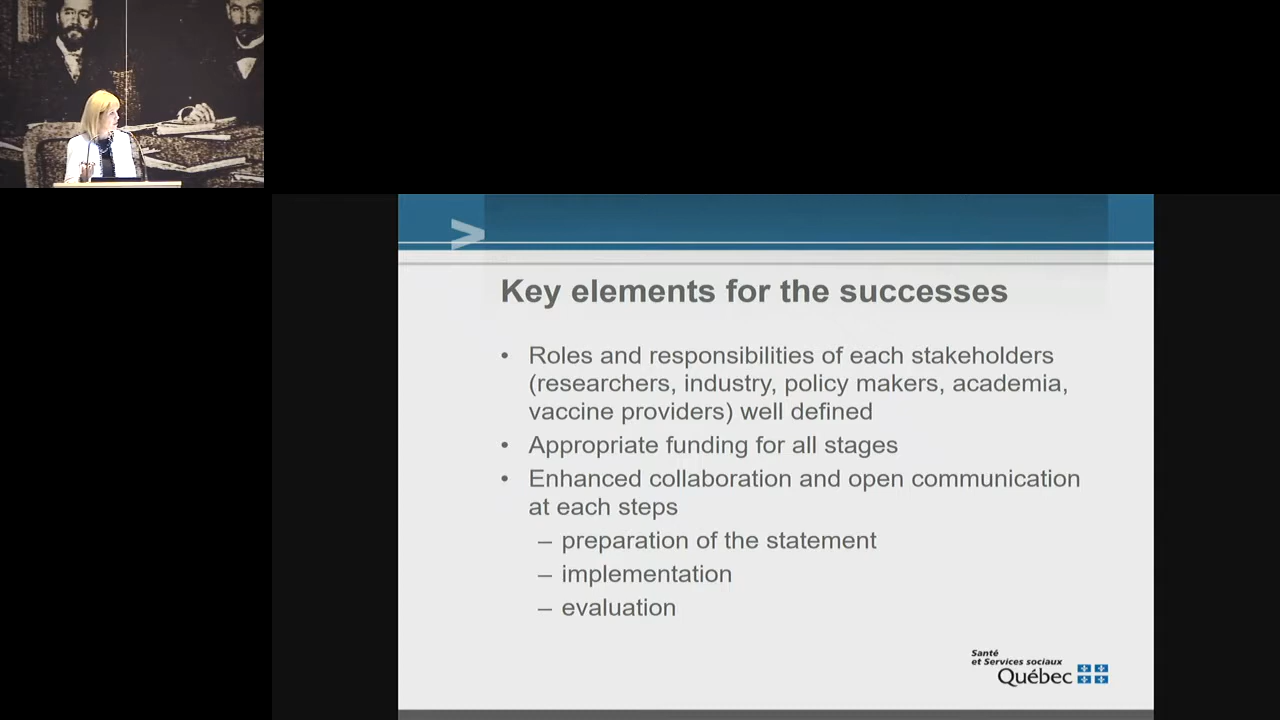 Key elements for the successes
• Roles and responsibilities of each stakeholders
(researchers, industry, policy makers, academia,
vaccine providers) well defined
• Appropriate funding for all stages
• Enhanced collaboration and open communication
at each steps
– preparation of the statement
– implementation
– evaluation
Santé
et Services sociaux
Québec